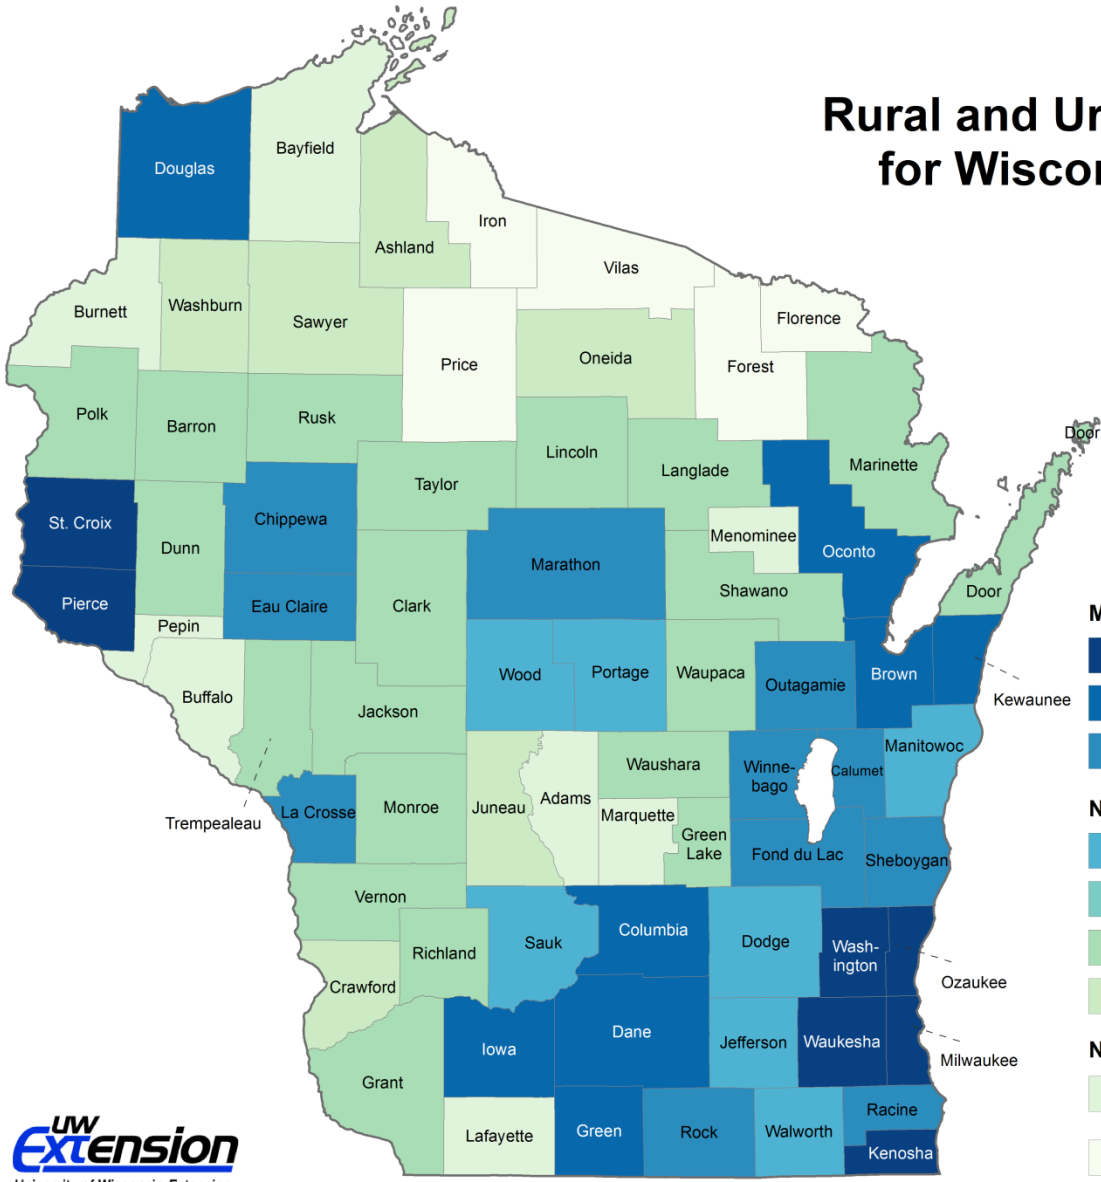 Rural and Ur
for Wiscor
Douglas
Bayfield
Ashland
Iron
Vilas
Burnett
Washburn
Sawyer
Price
Oneida
Forest
Florence
Polk
Barron
Rusk
Taylor
Lincoln
Langlade
Marinette
Door
St. Croix
Dunn
Chippewa
Marathon
Menominee
Oconto
Pierce
Eau Claire
Clark
Shawano
Door
Pepin
Buffalo
Jackson
Wood
Portage
Waupaca
Outagamie
Brown
Kewaunee
Trempealeau
La Crosse
Monroe
Juneau
Adams
Waushara
Marquette
Green
Lake
Winne-
bago
Calumet
Manitowoc
Fond du Lac
Sheboygan
Vernon
Richland
Sauk
Columbia
Dodge
Wash-
ington
Ozaukee
Crawford
Grant
Iowa
Dane
Jefferson
Waukesha
Milwaukee
Lafayette
Green
Rock
Walworth
Racine
Kenosha
M
N
N
UW
Extension